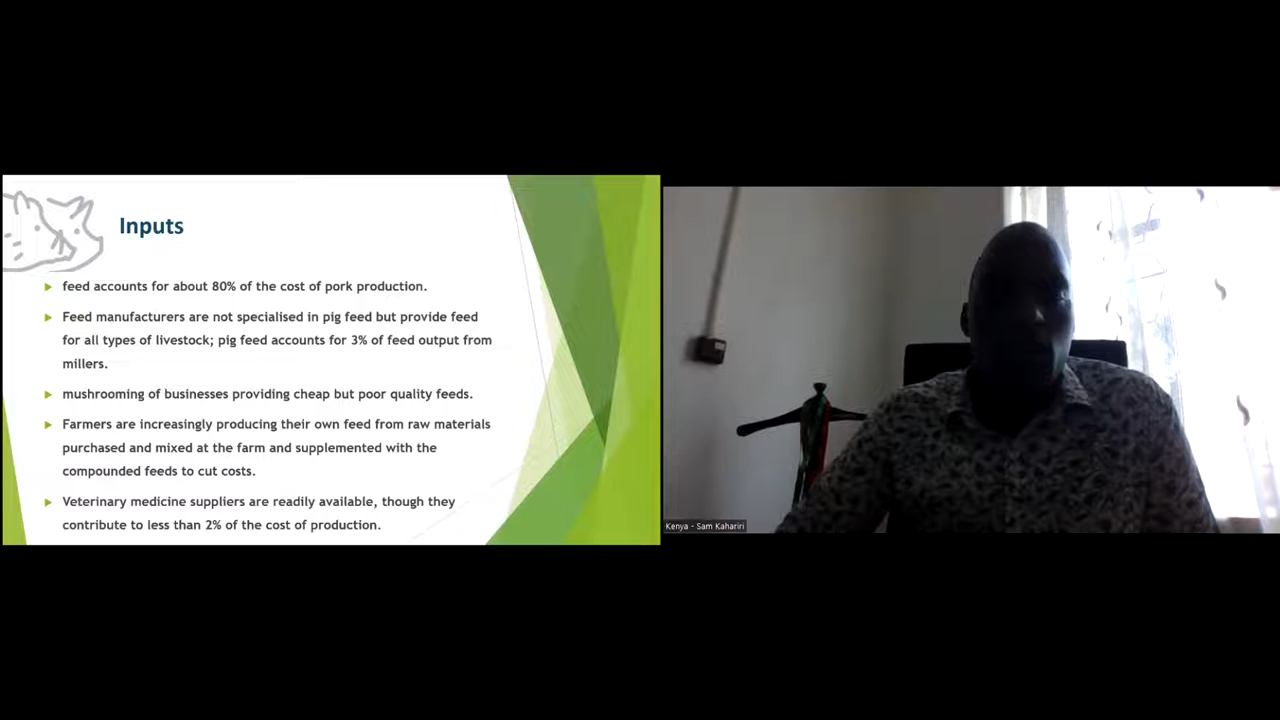 Inputs
feed accounts for about 80% of the cost of pork production.
Feed manufacturers are not specialised in pig feed but provide feed
for all types of livestock; pig feed accounts for 3% of feed output from
millers.
mushrooming of businesses providing cheap but poor quality feeds.
Farmers are increasingly producing their own feed from raw materials
purchased and mixed at the farm and supplemented with the
compounded feeds to cut costs.
Veterinary medicine suppliers are readily available, though they
contribute to less than 2% of the cost of production.
Kenya - Sam Kahariri